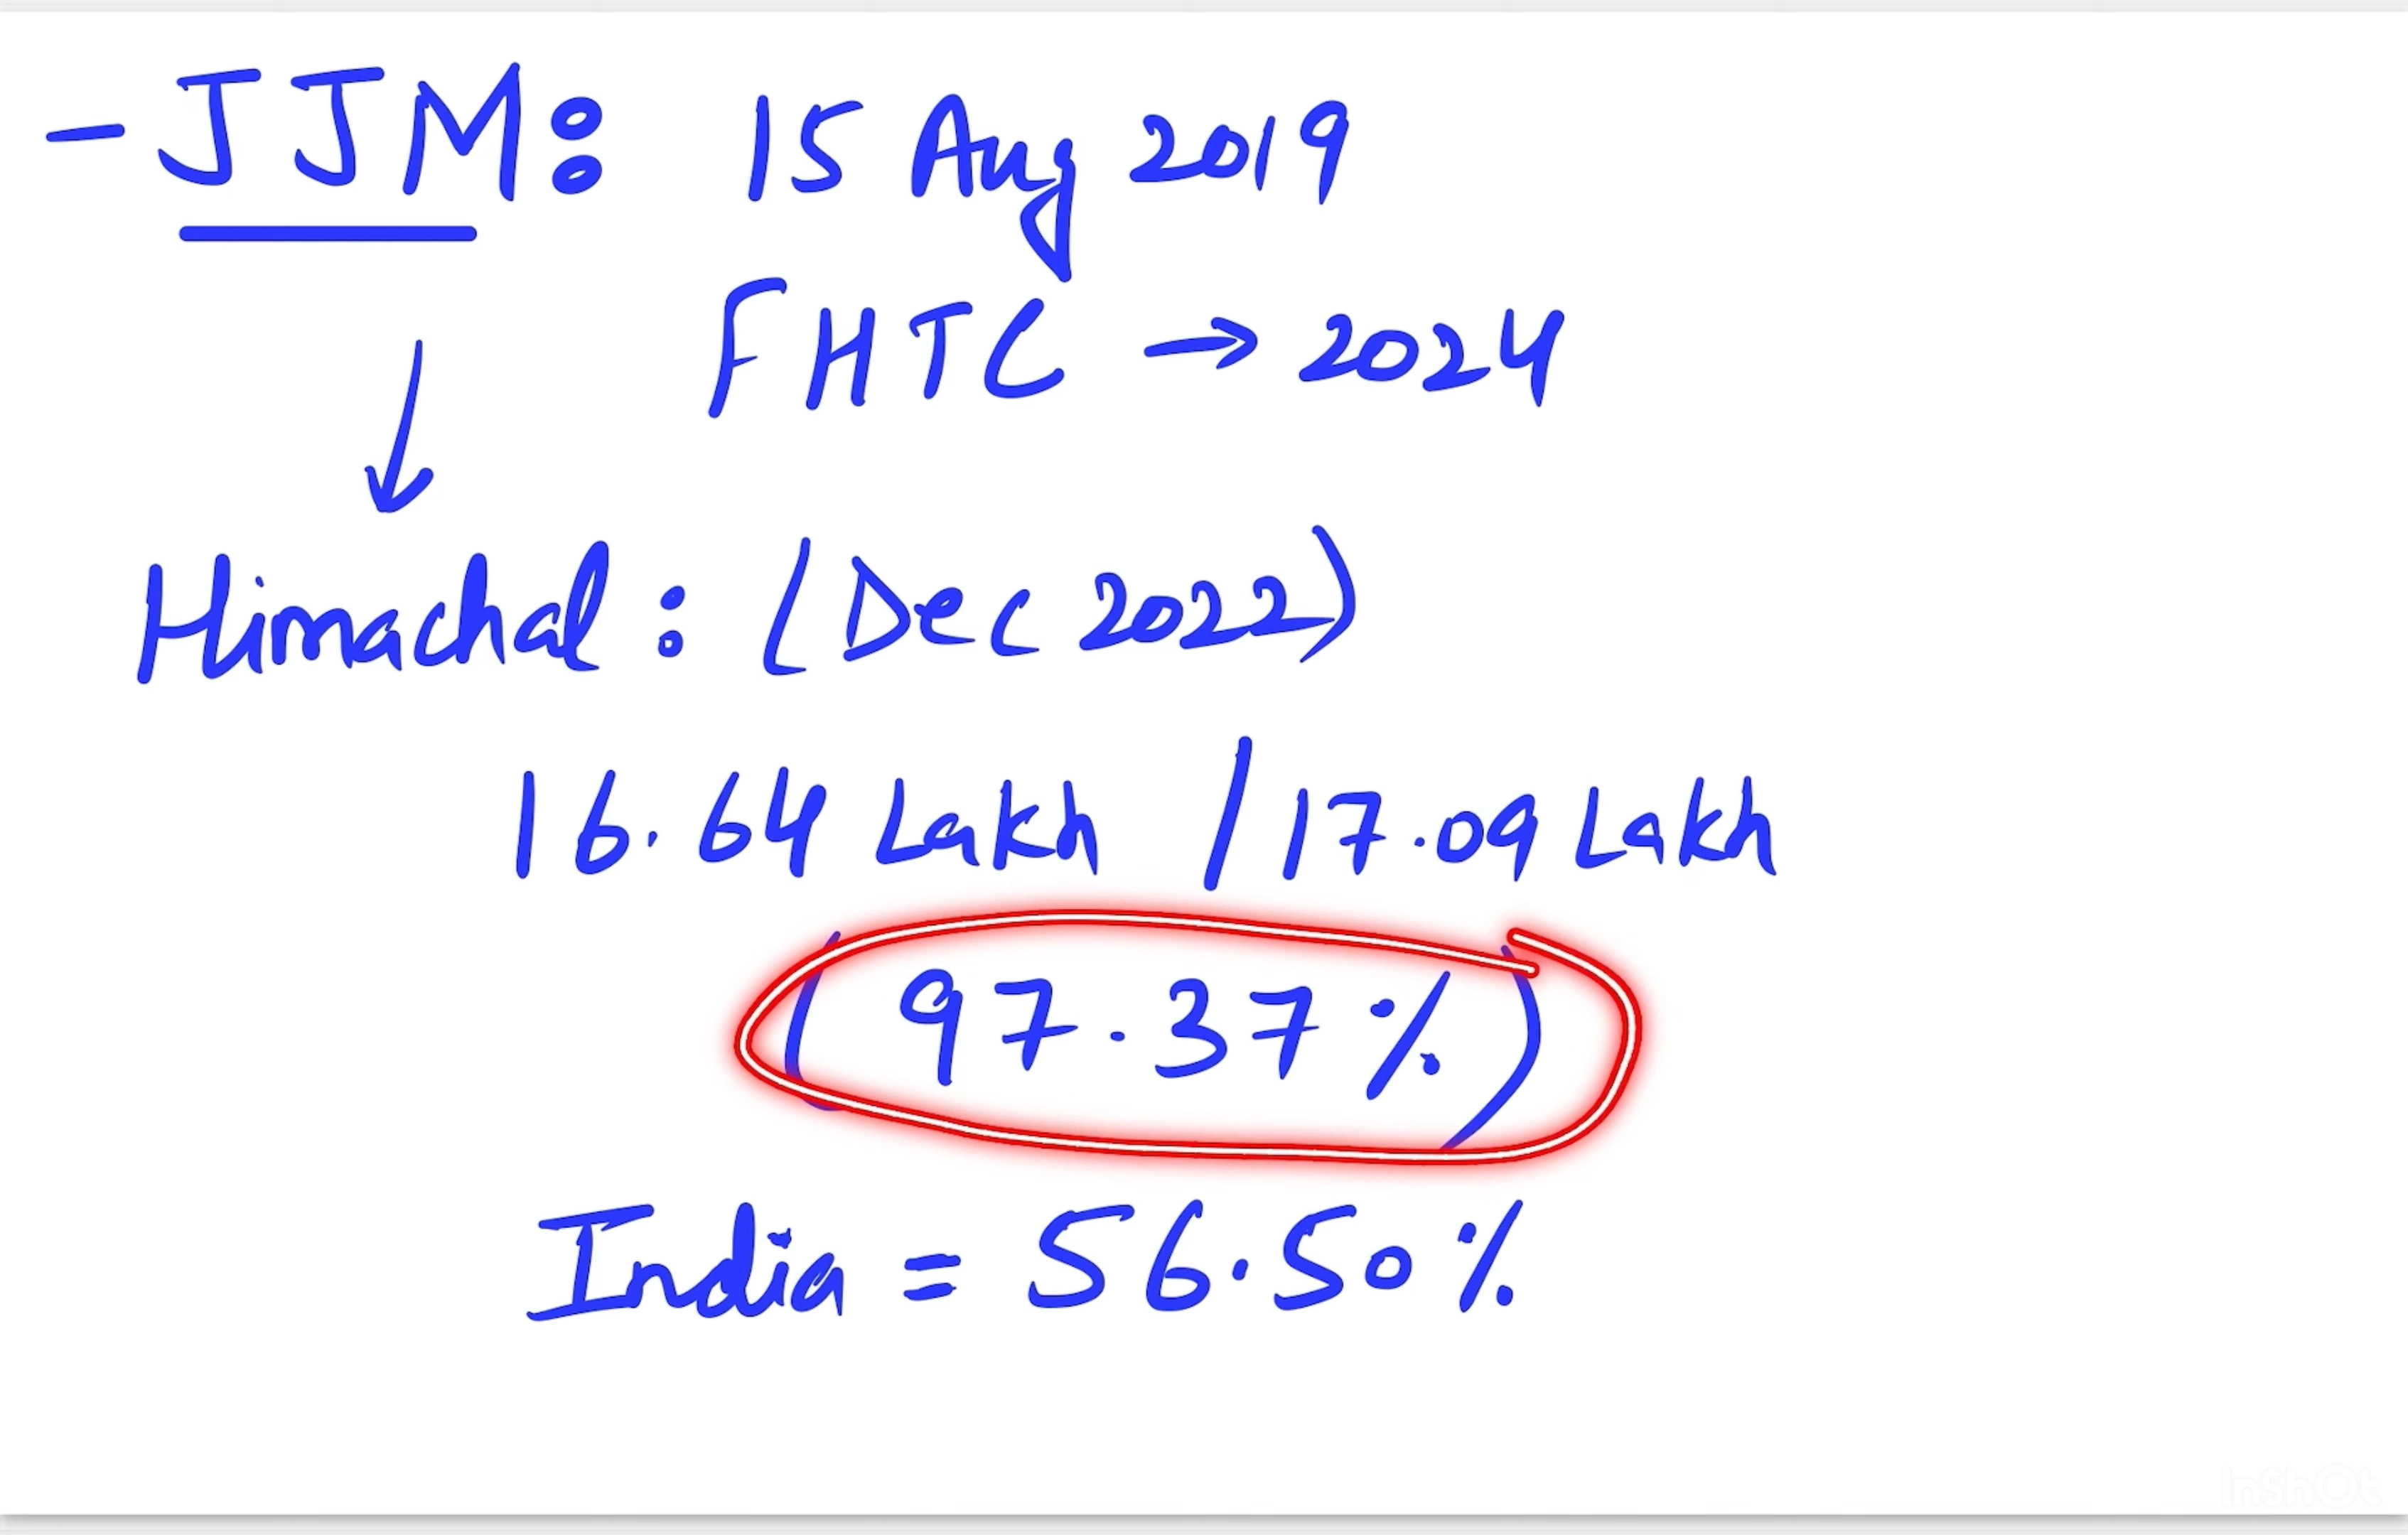 - JJM: 15 Aug 2019
FHTC → 2024
↓
Himachal: (Dec 2022)
16.64 Lakh / 17.09 Lakh
(97.37%)
India = 56.50%
InShOt